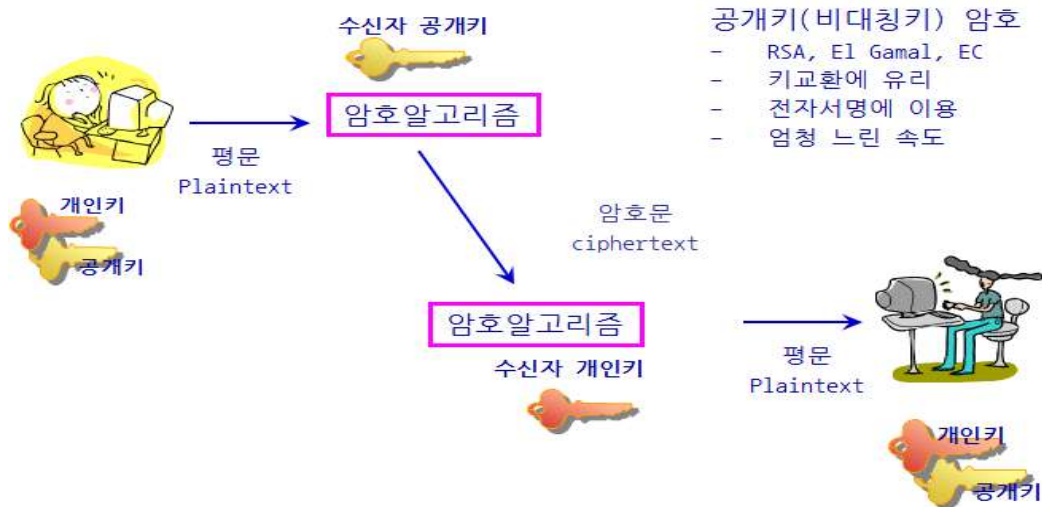 수신자 공개키
암호알고리즘
평문
Plaintext
개인키
공개키
공개키(비대칭키) 암호
- RSA, El Gamal, EC
- 키교환에 유리
- 전자서명에 이용
- 엄청 느린 속도
암호문
ciphertext
암호알고리즘
수신자 개인키
평문
Plaintext
개인키
공개키